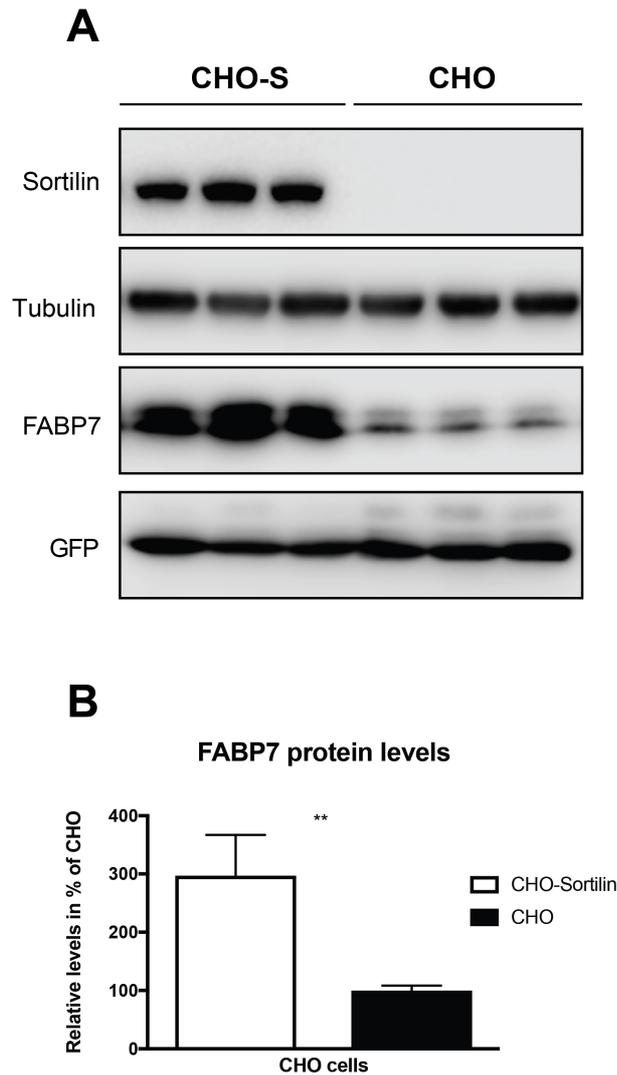 A
CHO-S CHO
Sortilin
Tubulin
FABP7
GFP
B
FABP7 protein levels
Relative levels in % of CHO
400
300
200
100
0
**
CHO-Sortilin
CHO
CHO cells